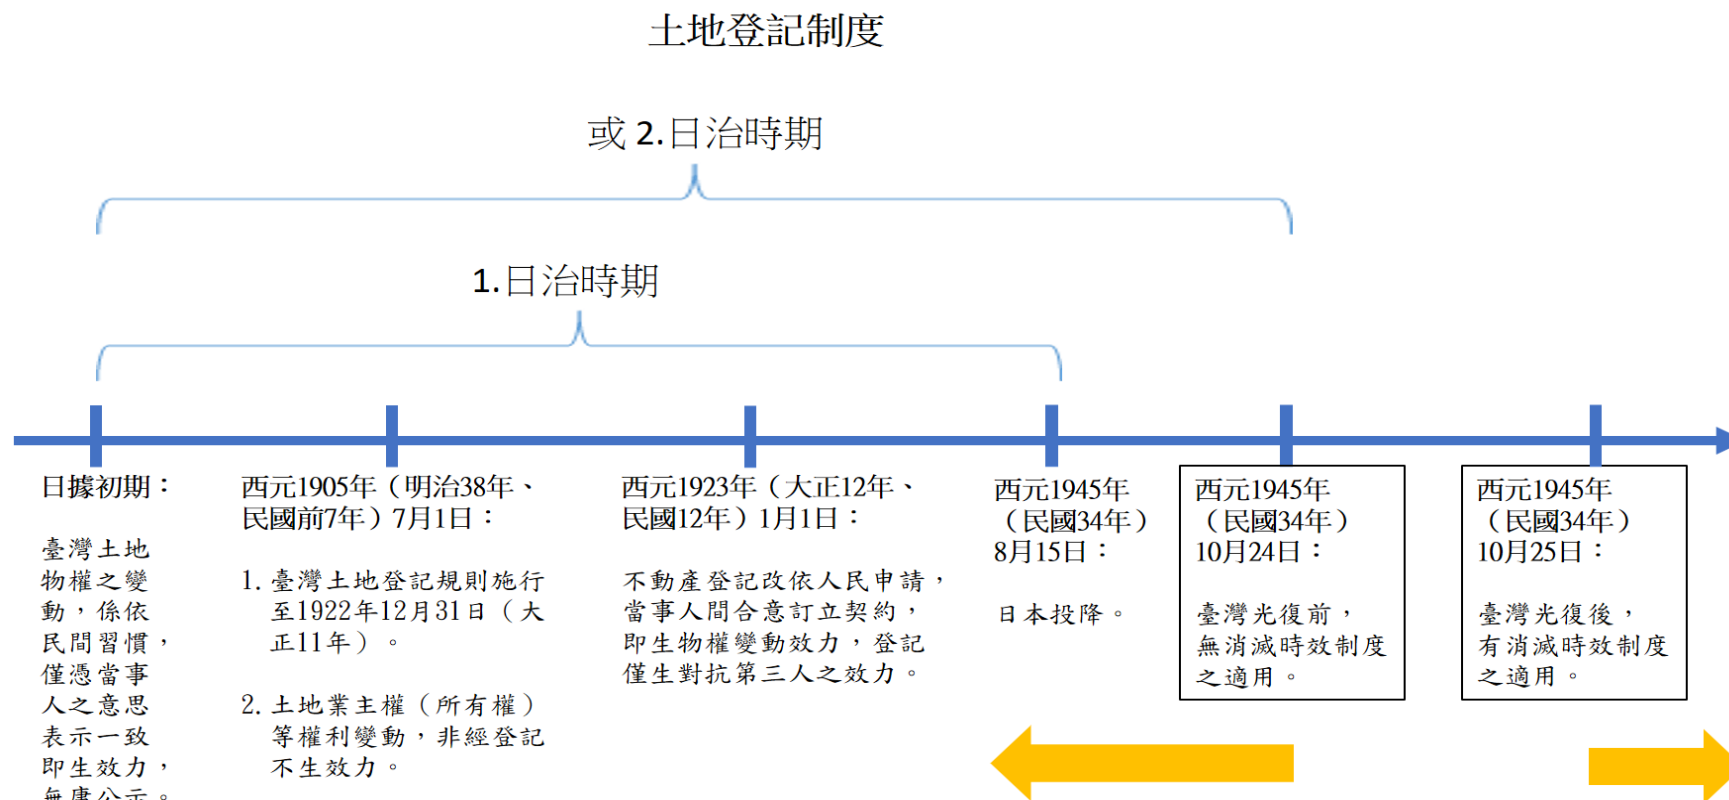 土地登記制度
或 2.日治時期
1.日治時期
日據初期：
臺灣土地
物權之變
動，係依
民間習慣，
僅憑當事
人之意思
表示一致
即生效力，
無庸公示。
西元1905年（明治38年、
民國前7年）7月1日：
1. 臺灣土地登記規則施行
至1922年12月31日（大
正11年）。
2. 土地業主權（所有權）
等權利變動，非經登記
不生效力。
西元1923年（大正12年、
民國12年）1月1日：
不動產登記改依人民申請，
當事人間合意訂立契約，
即生物權變動效力，登記
僅生對抗第三人之效力。
西元1945年
（民國34年）
8月15日：
日本投降。
西元1945年
（民國34年）
10月24日：
臺灣光復前，
無消滅時效制度
之適用。
西元1945年
（民國34年）
10月25日：
臺灣光復後，
有消滅時效制度
之適用。